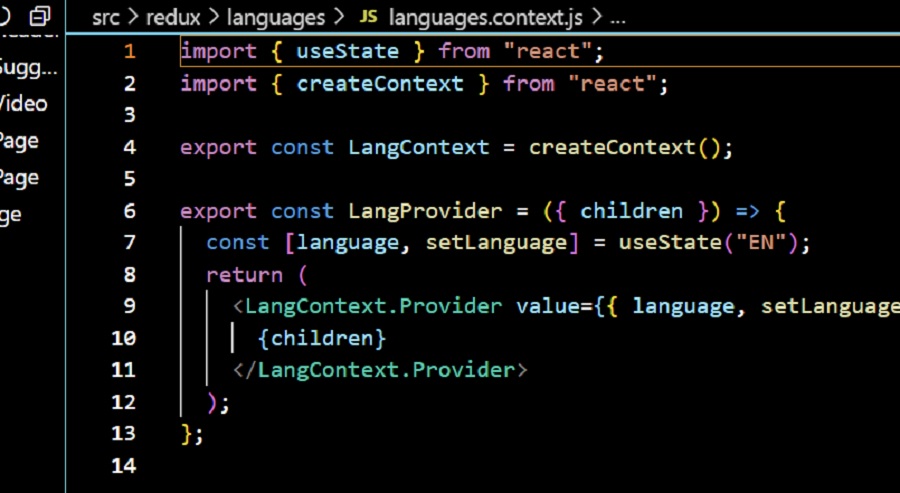 src > redux > languages > JS languages.context.js > ...
Sugg...
Video
Page
Page
1 import { useState } from "react";
2 import { createContext } from "react";
3
4 export const LangContext = createContext();
5
6 export const LangProvider = ({ children }) => {
7 const [language, setLanguage] = useState("EN");
8 return (
9 <LangContext.Provider value={{ language, setLanguage
10 {children}
11 </LangContext.Provider>
12 );
13 };
14